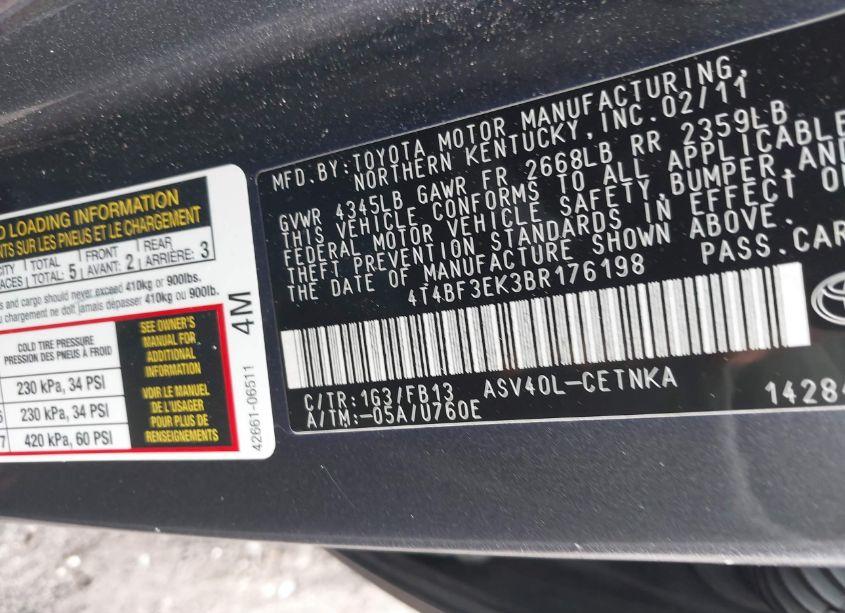 LOADING INFORMATION
SUR LES PNEUS ET LE CHARGEMENT
TOTAL FRONT REAR
TOTAL: 5 AVANT: 2 ARRIÈRE: 3
and cargo should never exceed 410kg or 900lbs.
chargement ne doit jamais dépasser 410kg ou 900lb.
COLD TIRE PRESSURE
PRESSION DES PNEUS À FROID
230 kPa, 34 PSI
230 kPa, 34 PSI
420 kPa, 60 PSI
SEE OWNER'S
MANUAL FOR
ADDITIONAL
INFORMATION
VOIR LE MANUEL
DE L'USAGER
POUR PLUS DE
RENSEIGNEMENTS
4M
42661-06511
MFD.BY:TOYOTA MOTOR MANUFACTURING,
NORTHERN KENTUCKY,INC.02/11
GVWR 4345LB GAWR FR 2668LB RR 2359LB
THIS VEHICLE CONFORMS TO ALL APPLICABLE
FEDERAL MOTOR VEHICLE SAFETY,BUMPER,AND
THEFT PREVENTION STANDARDS IN EFFECT
THE DATE OF MANUFACTURE SHOWN ABOVE.
4T4BF3EK3BR176198 PASS.CAR
C/TR:1G3/FB13 ASV40L-CETNKA
A/TM:-05A/U760E 14284